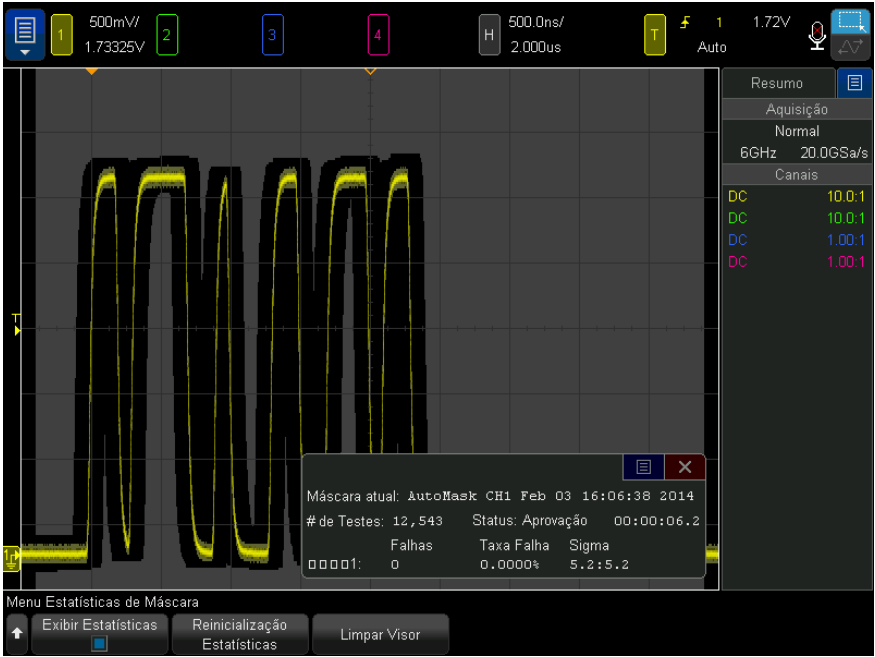 1 500mV/ 2 3 4 H 500.0ns/ T 1 1.72V
1.73325V 2.000us Auto
Resumo
Aquisição
Normal
6GHz 20.0GSa/s
Canais
DC 10.0:1
DC 10.0:1
DC 1.00:1
DC 1.00:1
T
1
Máscara atual: AutoMask CH1 Feb 03 16:06:38 2014
# de Testes: 12,543 Status: Aprovação 00:00:06.2
Falhas Taxa Falha Sigma
▯▯▯▯1: 0 0.0000% 5.2:5.2
Menu Estatísticas de Máscara
Exibir Estatísticas
Reinicialização
Estatísticas
Limpar Visor